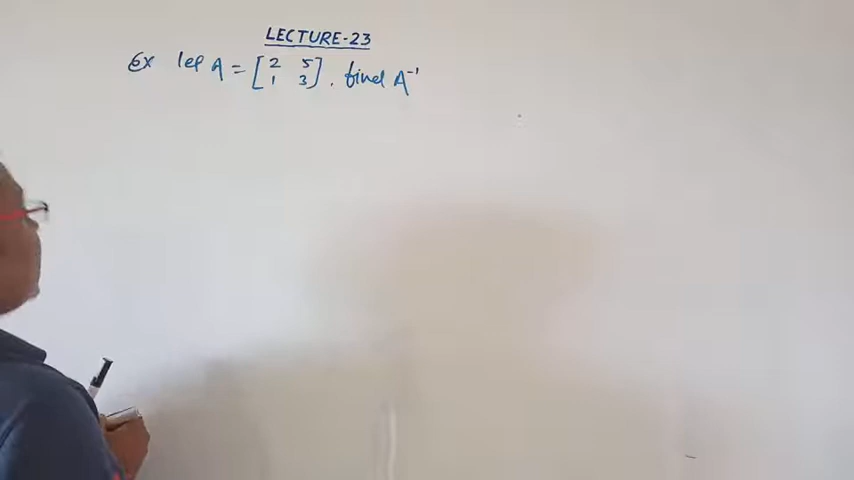 LECTURE-23
Ex let A = [2 5
1 3]. find A⁻¹